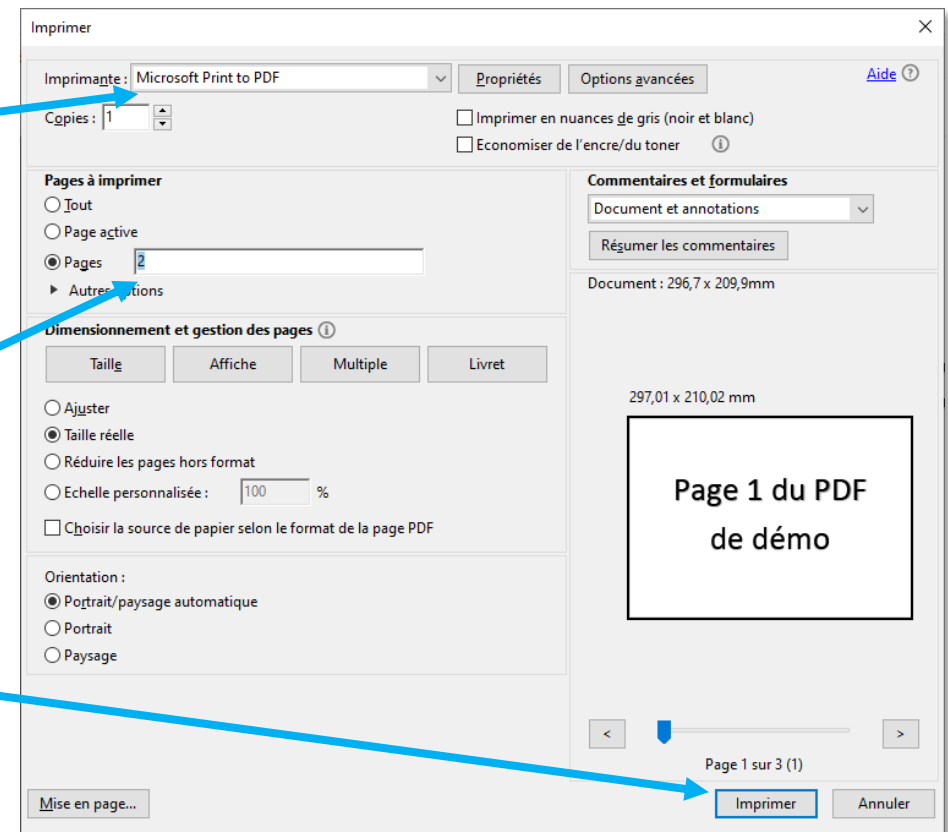 Imprimer
Imprimante : Microsoft Print to PDF Propriétés Options avancées Aide
Copies : 1 Imprimer en nuances de gris (noir et blanc)
Economiser de l'encre/du toner
Pages à imprimer
Tout
Page active
Pages 2
Autres options
Commentaires et formulaires
Document et annotations
Résumer les commentaires
Document : 296,7 x 209,9mm
Dimensionnement et gestion des pages
Taille Affiche Multiple Livret
Ajuster
Taille réelle
Réduire les pages hors format
Echelle personnalisée : 100 %
Choisir la source de papier selon le format de la page PDF
Orientation :
Portrait/paysage automatique
Portrait
Paysage
297,01 x 210,02 mm
Page 1 du PDF
de démo
< >
Page 1 sur 3 (1)
Mise en page... Imprimer Annuler